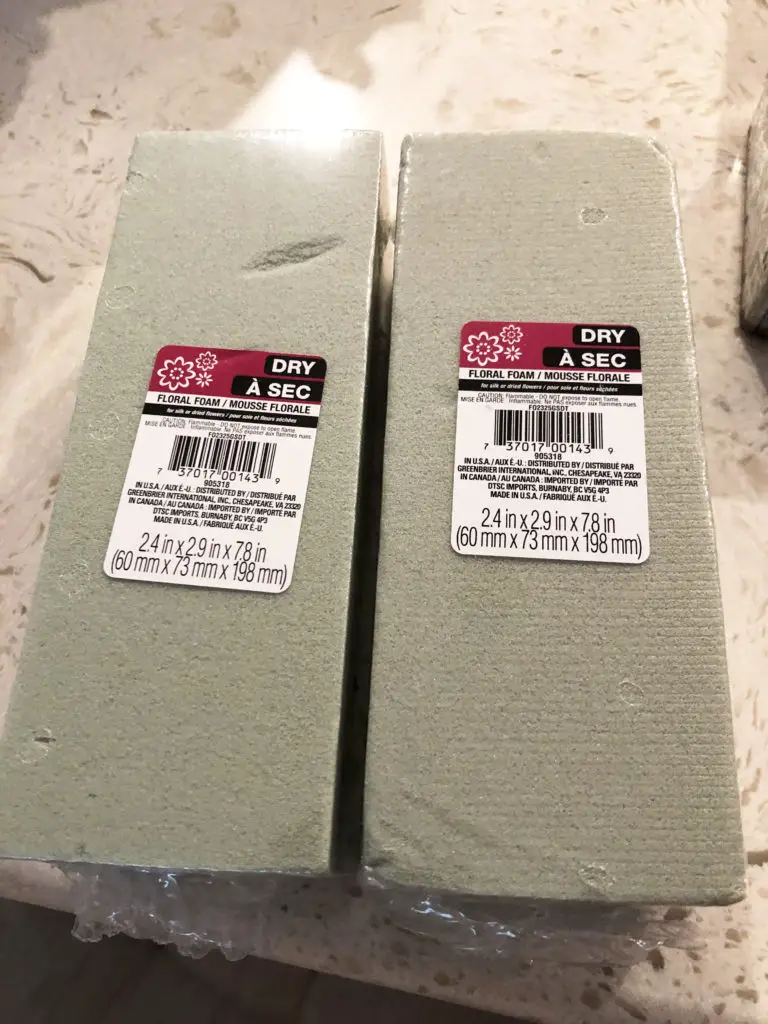 DRY
À SEC
FLORAL FOAM / MOUSSE FLORALE
for silk or dried flowers / pour soie et fleurs séchées
CAUTION: Flammable - DO NOT expose to open flame.
MISE EN GARDE: Inflammable. Ne PAS exposer aux flammes nues.
FO2325GSDT
7 37017 00143 9
905318
IN U.S.A. / AUX É.-U. : DISTRIBUTED BY / DISTRIBUÉ PAR
GREENBRIER INTERNATIONAL, INC., CHESAPEAKE, VA 23320
IN CANADA / AU CANADA : IMPORTED BY / IMPORTÉ PAR
DTSC IMPORTS, BURNABY, BC V5G 4P3
MADE IN U.S.A. / FABRIQUÉ AUX É.-U.
2.4 in x 2.9 in x 7.8 in
(60 mm x 73 mm x 198 mm)
DRY
À SEC
FLORAL FOAM / MOUSSE FLORALE
for silk or dried flowers / pour soie et fleurs séchées
CAUTION: Flammable - DO NOT expose to open flame.
MISE EN GARDE: Inflammable. Ne PAS exposer aux flammes nues.
FO2325GSDT
7 37017 00143 9
905318
IN U.S.A. / AUX É.-U. : DISTRIBUTED BY / DISTRIBUÉ PAR
GREENBRIER INTERNATIONAL, INC., CHESAPEAKE, VA 23320
IN CANADA / AU CANADA : IMPORTED BY / IMPORTÉ PAR
DTSC IMPORTS, BURNABY, BC V5G 4P3
MADE IN U.S.A. / FABRIQUÉ AUX É.-U.
2.4 in x 2.9 in x 7.8 in
(60 mm x 73 mm x 198 mm)